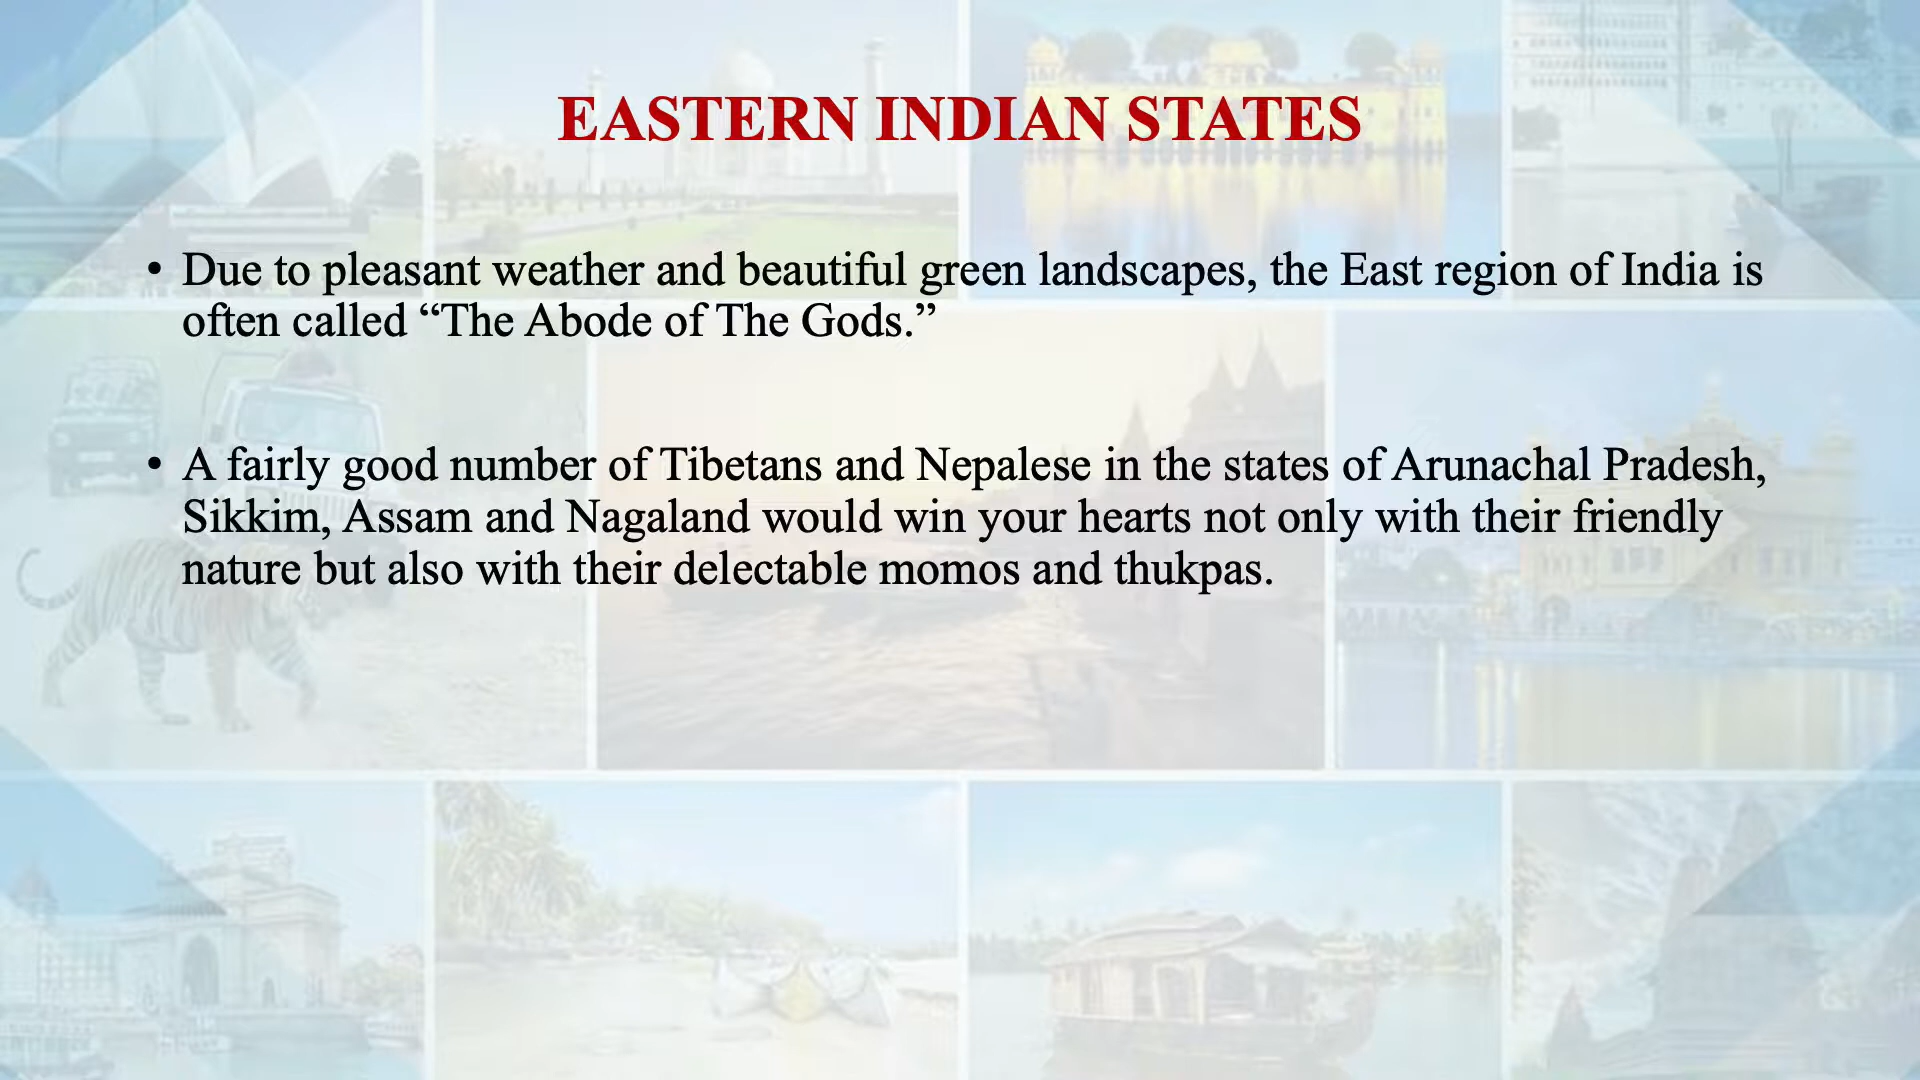 EASTERN INDIAN STATES
• Due to pleasant weather and beautiful green landscapes, the East region of India is
often called “The Abode of The Gods.”
• A fairly good number of Tibetans and Nepalese in the states of Arunachal Pradesh,
Sikkim, Assam and Nagaland would win your hearts not only with their friendly
nature but also with their delectable momos and thukpas.